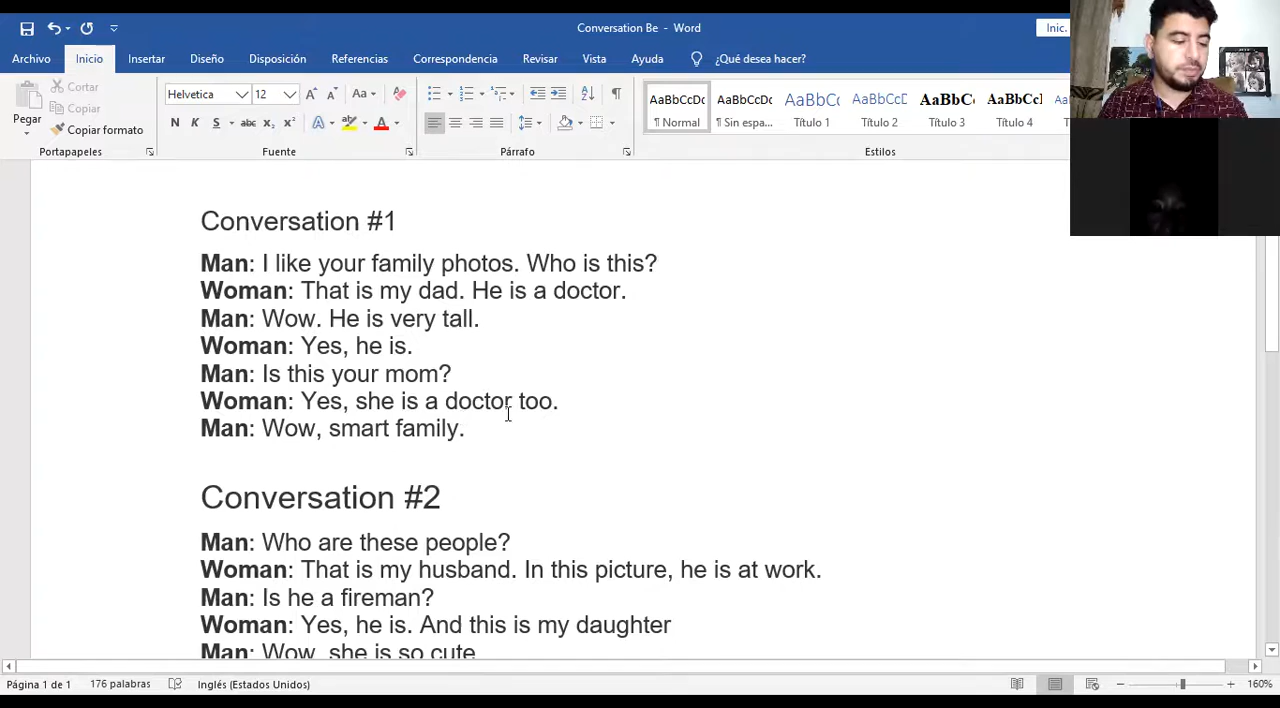 Conversation Be - Word
Inic.
Archivo Inicio Insertar Diseño Disposición Referencias Correspondencia Revisar Vista Ayuda ¿Qué desea hacer?
Pegar
Cortar
Copiar
Copiar formato
Portapapeles
Helvetica 12
N K S abc x₂ x²
Fuente
Párrafo
AaBbCcDc AaBbCcDc AaBbCc AaBbCcD AaBbC AaBbCcI
¶ Normal ¶ Sin espa... Título 1 Título 2 Título 3 Título 4
Estilos
Conversation #1
Man: I like your family photos. Who is this?
Woman: That is my dad. He is a doctor.
Man: Wow. He is very tall.
Woman: Yes, he is.
Man: Is this your mom?
Woman: Yes, she is a doctor too.
Man: Wow, smart family.
Conversation #2
Man: Who are these people?
Woman: That is my husband. In this picture, he is at work.
Man: Is he a fireman?
Woman: Yes, he is. And this is my daughter
Man: Wow, she is so cute
Página 1 de 1 176 palabras Inglés (Estados Unidos) 160%